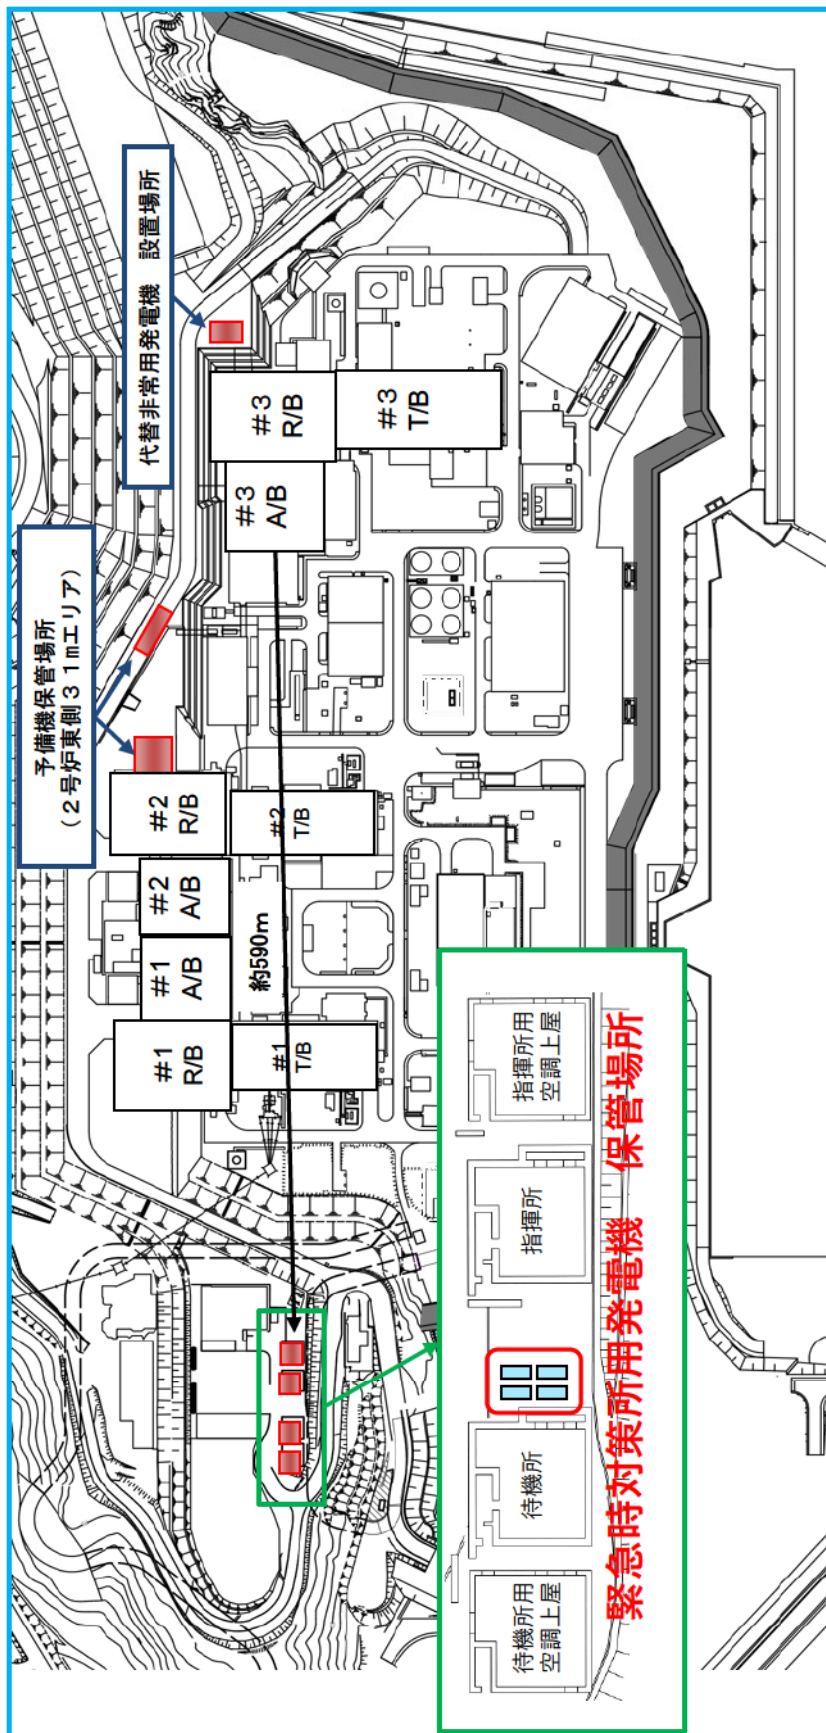 代替非常用発電機　設置場所
予備機保管場所
（２号炉東側３１ｍエリア）
#3
R/B
#3
T/B
#3
A/B
#2
R/B
#2
T/B
#2
A/B
#1
A/B
#1
R/B
#1
T/B
約590m
指揮所用
空調上屋
指揮所
待機所
待機所用
空調上屋
緊急時対策所用発電機　保管場所